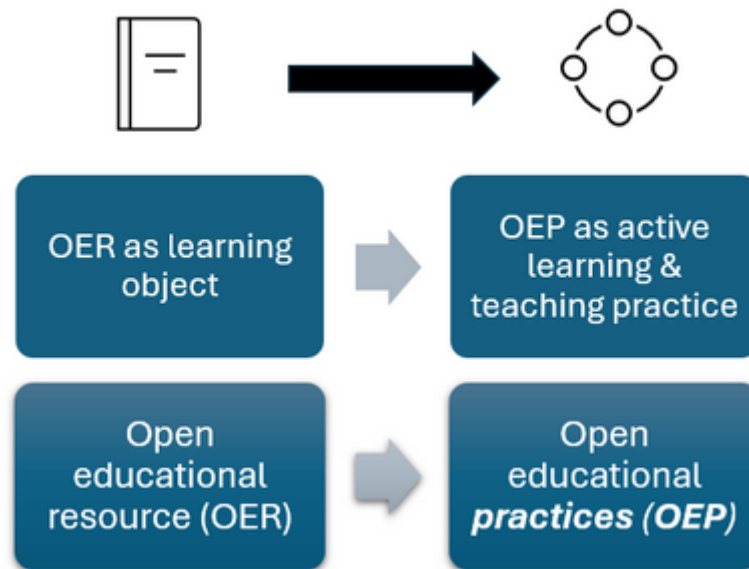 OER as learning
object
OEP as active
learning &
teaching practice
Open
educational
resource (OER)
Open
educational
practices (OEP)